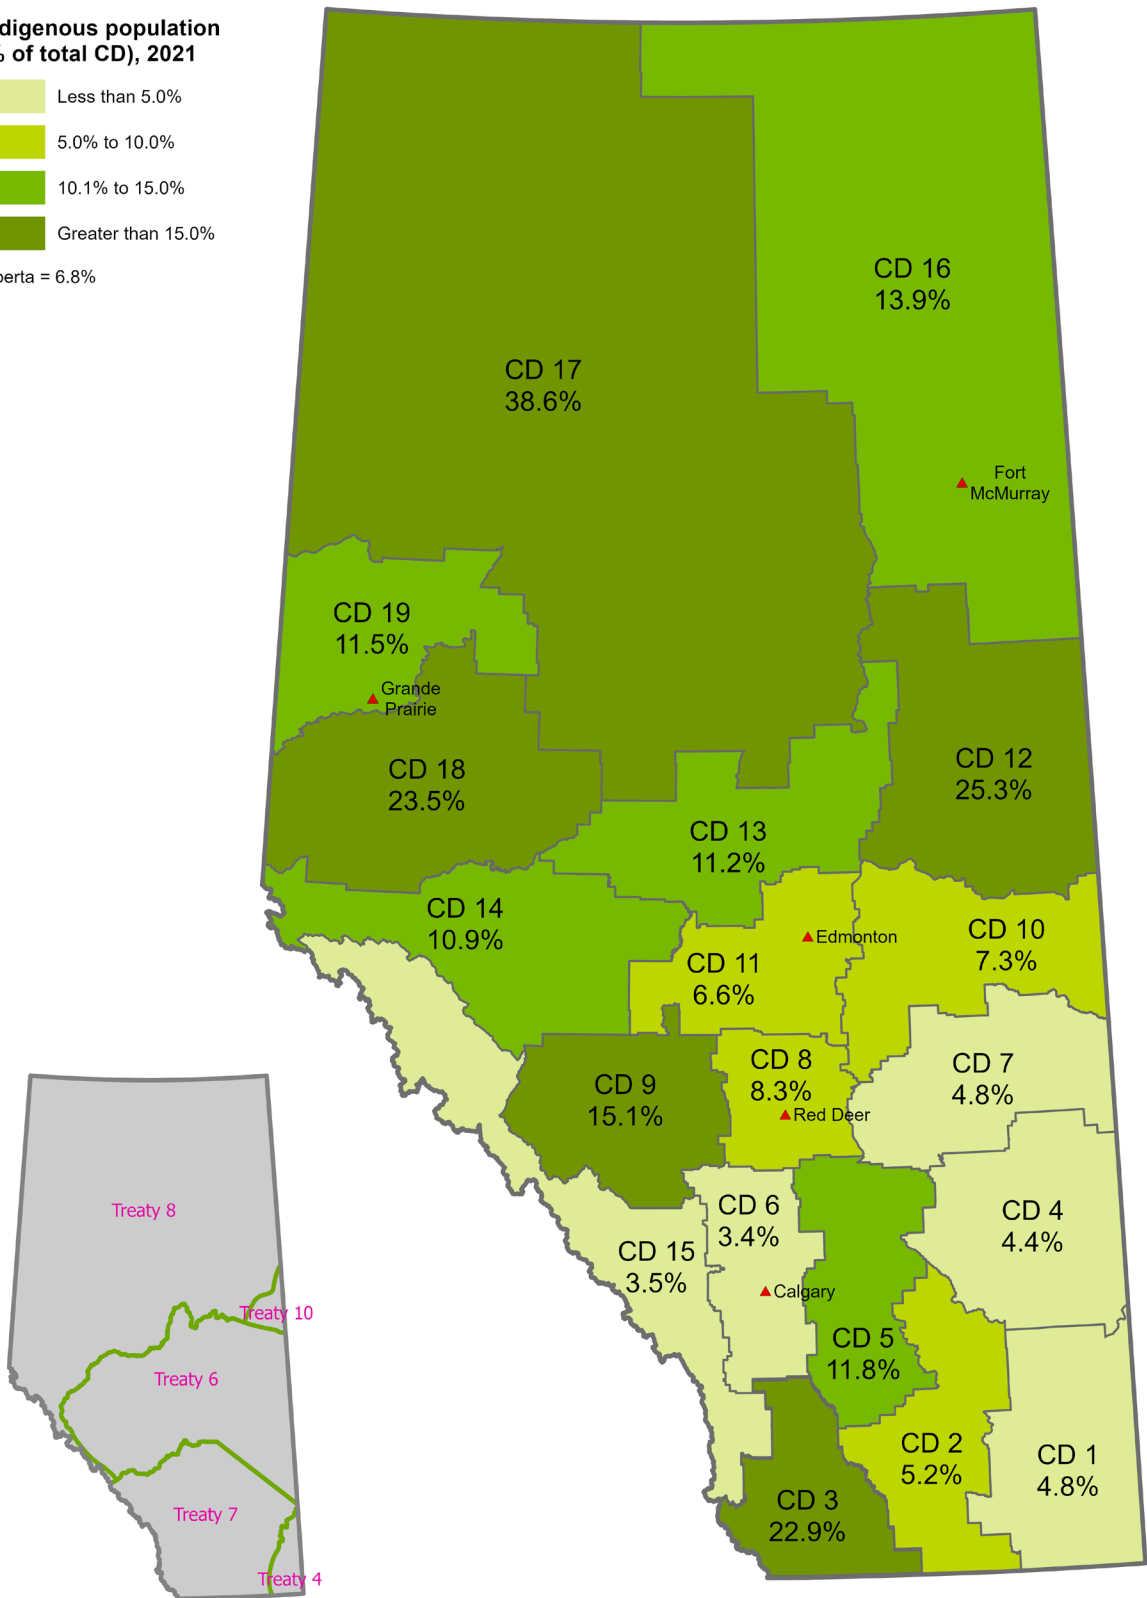 digenous population
% of total CD), 2021
Less than 5.0%
5.0% to 10.0%
10.1% to 15.0%
Greater than 15.0%
berta = 6.8%
CD 16
13.9%
CD 17
38.6%
Fort
McMurray
CD 19
11.5%
Grande
Prairie
CD 18
23.5%
CD 12
25.3%
CD 13
11.2%
CD 14
10.9%
Edmonton
CD 10
7.3%
CD 11
6.6%
CD 9
15.1%
CD 8
8.3%
Red Deer
CD 7
4.8%
CD 6
3.4%
CD 4
4.4%
CD 15
3.5%
Calgary
CD 5
11.8%
CD 2
5.2%
CD 1
4.8%
CD 3
22.9%
Treaty 8
Treaty 10
Treaty 6
Treaty 7
Treaty 4